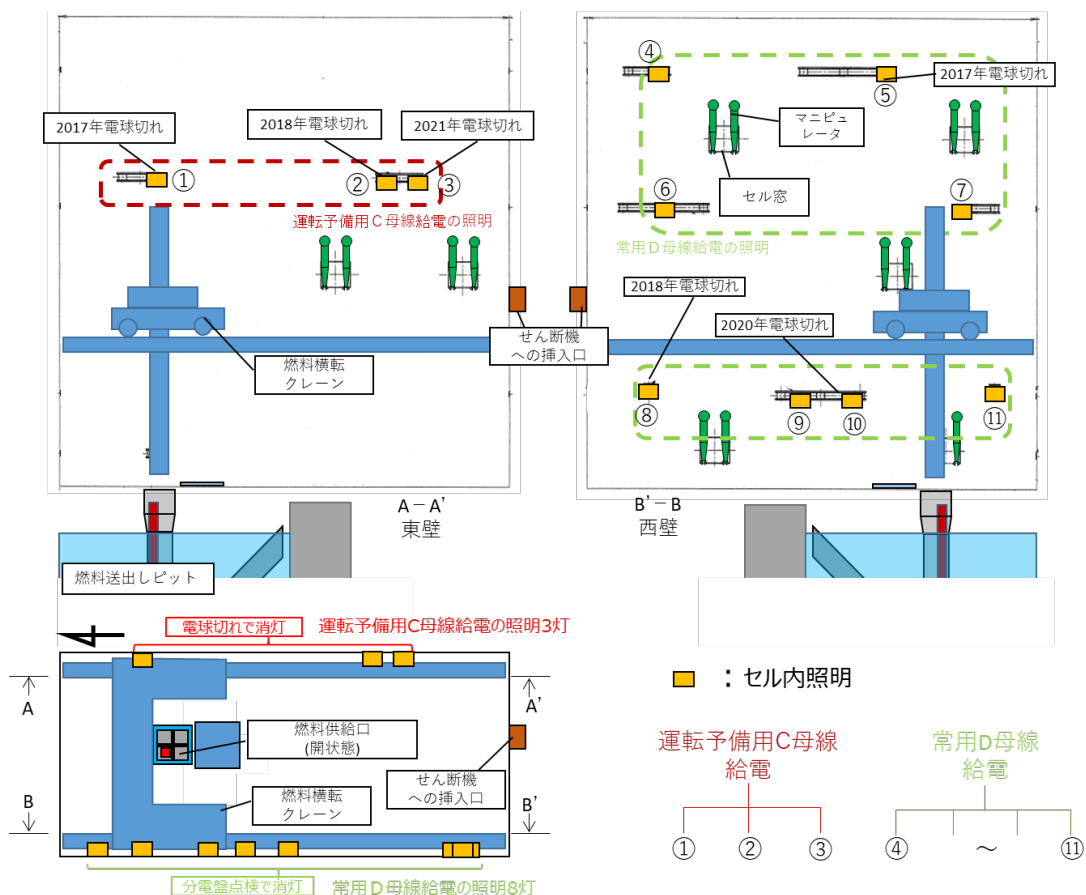 2017年電球切れ
2018年電球切れ
2021年電球切れ
①
②
③
運転予備用C母線給電の照明
燃料横転
クレーン
せん断機
への挿入口
④
⑤
2017年電球切れ
マニピュ
レータ
セル窓
⑥
⑦
常用D母線給電の照明
2018年電球切れ
2020年電球切れ
⑧
⑨
⑩
⑪
A-A'
東壁
B'-B
西壁
燃料送出しピット
電球切れで消灯
運転予備用C母線給電の照明3灯
A
A'
燃料供給口
(開状態)
せん断機
への挿入口
燃料横転
クレーン
B
B'
分電盤点検で消灯
常用D母線給電の照明8灯
：セル内照明
運転予備用C母線
給電
①
②
③
常用D母線
給電
④
～
⑪